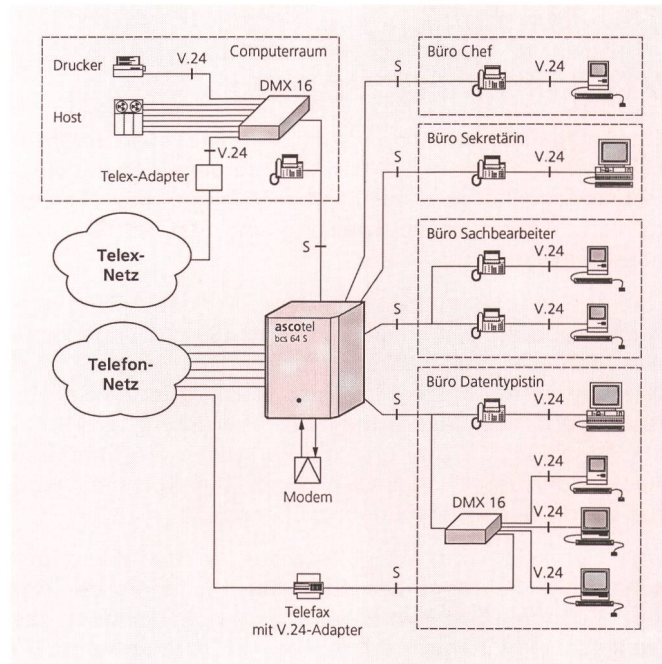 Computerraum
Drucker
V.24
DMX 16
Host
V.24
Telex-Adapter
S
Telex-
Netz
Telefon-
Netz
ascotel
bcs 64 S
Modem
Telefax
mit V.24-Adapter
S
Büro Chef
S
V.24
Büro Sekretärin
S
V.24
Büro Sachbearbeiter
V.24
S
V.24
Büro Datentypistin
S
V.24
V.24
DMX 16
V.24
V.24